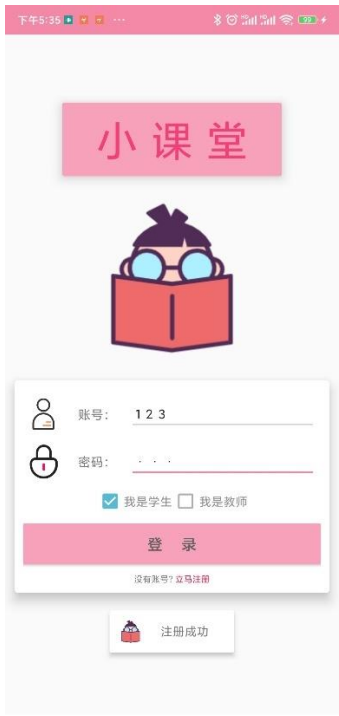 下午5:35 ··· 99
小课堂
账号: 123
密码: ···
我是学生 我是教师
登 录
没有账号?立马注册
注册成功